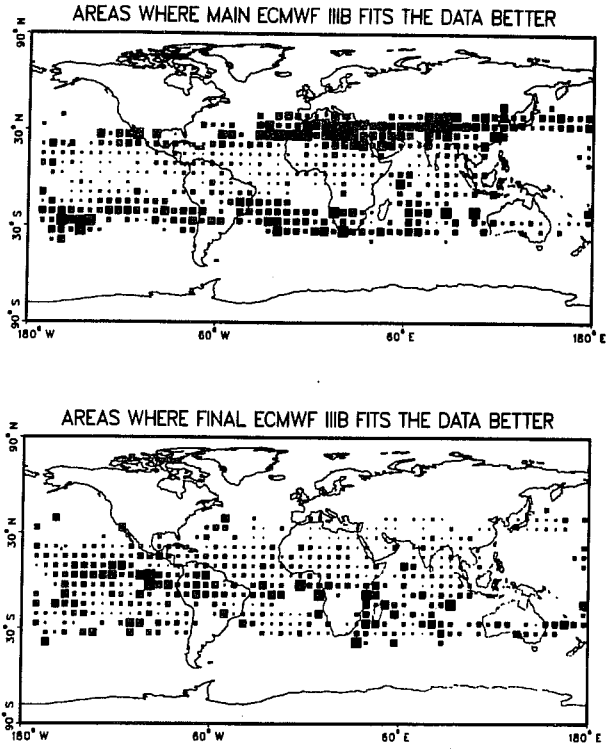 AREAS WHERE MAIN ECMWF IIIB FITS THE DATA BETTER
90° N
30° N
30° S
90° S
180° W
60° W
60° E
180° E
AREAS WHERE FINAL ECMWF IIIB FITS THE DATA BETTER
90° N
30° N
30° S
90° S
180° W
60° W
60° E
180° E